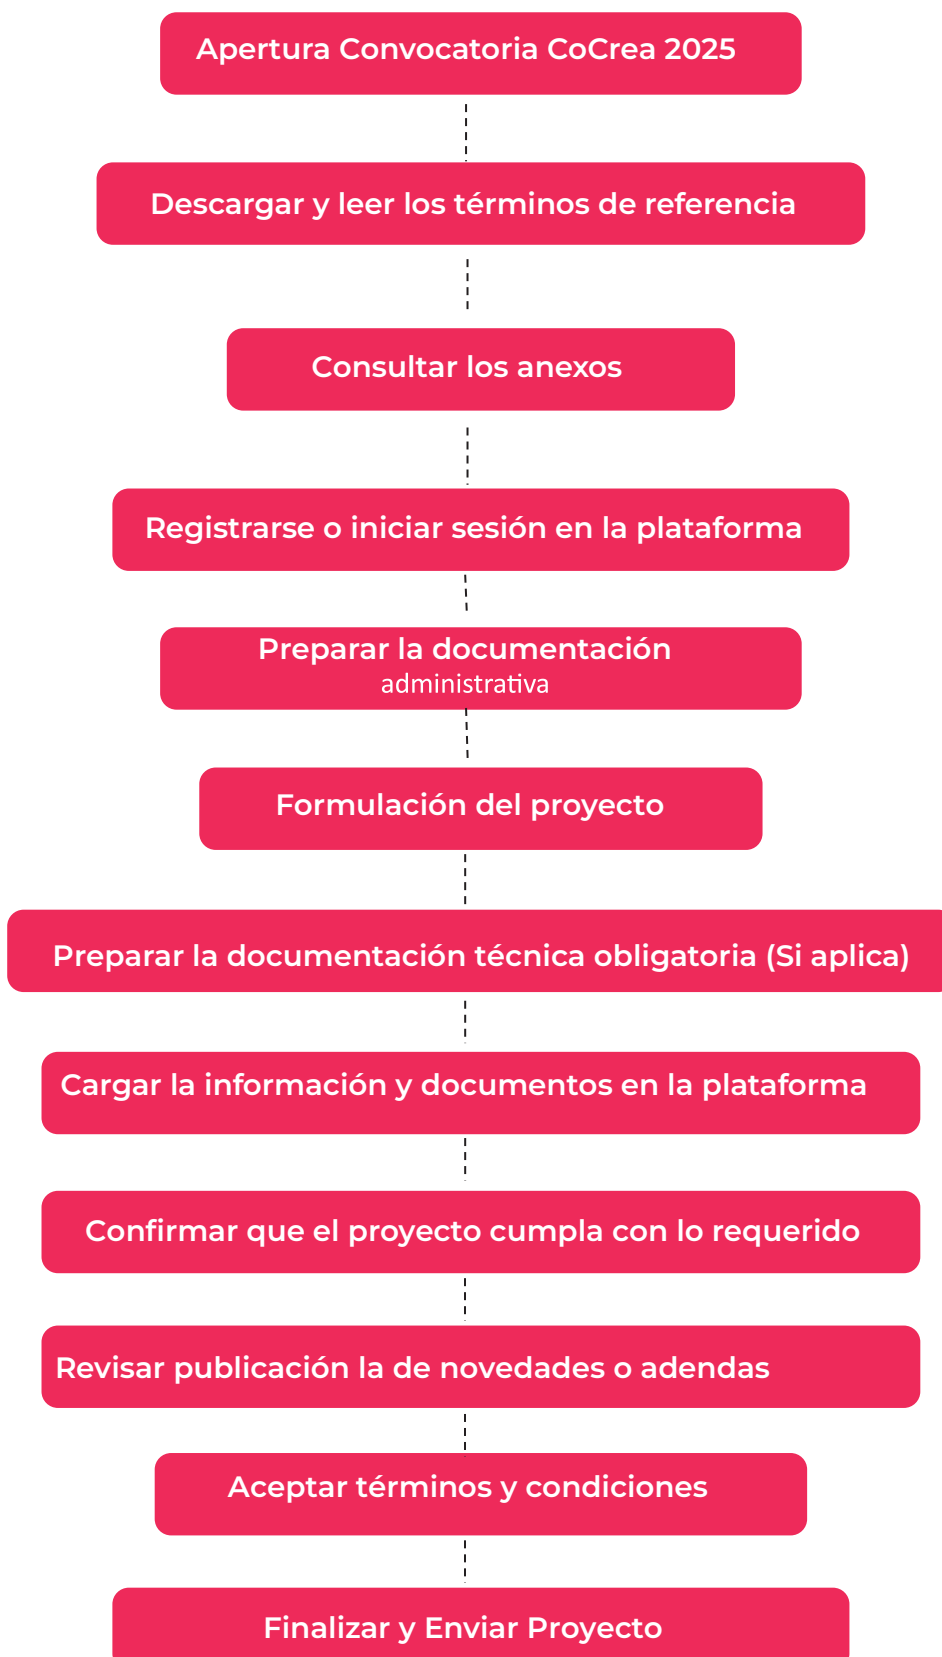 Apertura Convocatoria CoCrea 2025
Descargar y leer los términos de referencia
Consultar los anexos
Registrarse o iniciar sesión en la plataforma
Preparar la documentación
administrativa
Formulación del proyecto
Preparar la documentación técnica obligatoria (Si aplica)
Cargar la información y documentos en la plataforma
Confirmar que el proyecto cumpla con lo requerido
Revisar publicación la de novedades o adendas
Aceptar términos y condiciones
Finalizar y Enviar Proyecto